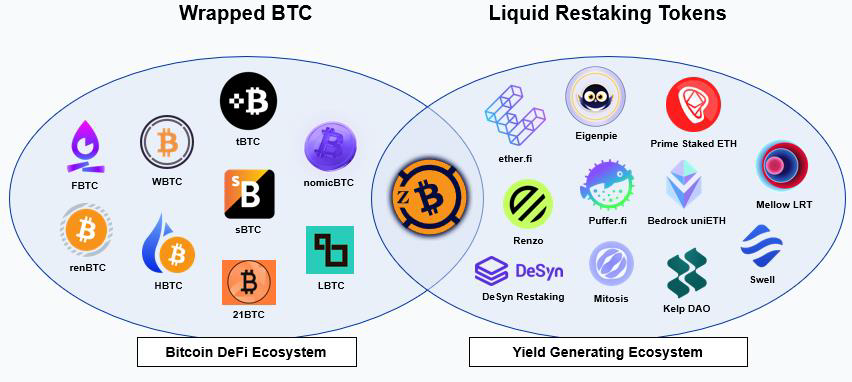 Wrapped BTC
Liquid Restaking Tokens
tBTC
FBTC
WBTC
nomicBTC
S
B
sBTC
renBTC
HBTC
21BTC
LBTC
Z
ether.fi
Eigenpie
Prime Staked ETH
Mellow LRT
Renzo
Puffer.fi
Bedrock uniETH
DeSyn
DeSyn Restaking
Mitosis
Kelp DAO
Swell
Bitcoin DeFi Ecosystem
Yield Generating Ecosystem